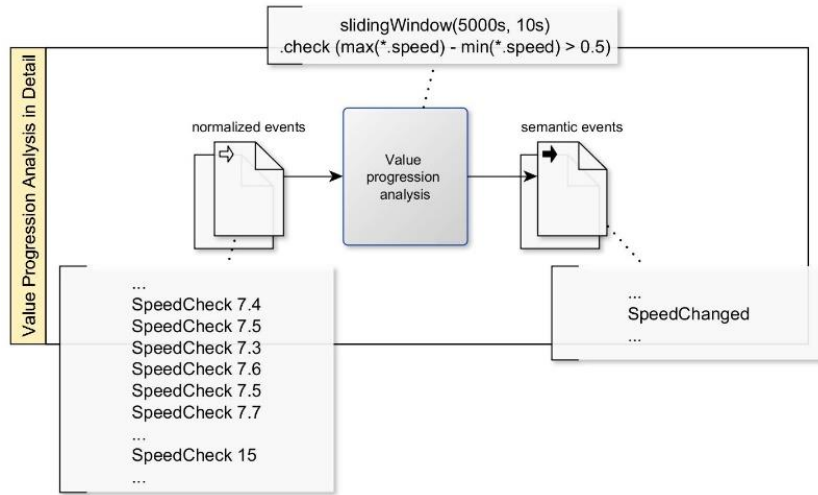 slidingWindow(5000s, 10s)
.check (max(*.speed) - min(*.speed) > 0.5)
Value Progression Analysis in Detail
normalized events
semantic events
Value
progression
analysis
...
SpeedCheck 7.4
SpeedCheck 7.5
SpeedCheck 7.3
SpeedCheck 7.6
SpeedCheck 7.5
SpeedCheck 7.7
...
SpeedCheck 15
...
...
SpeedChanged
...